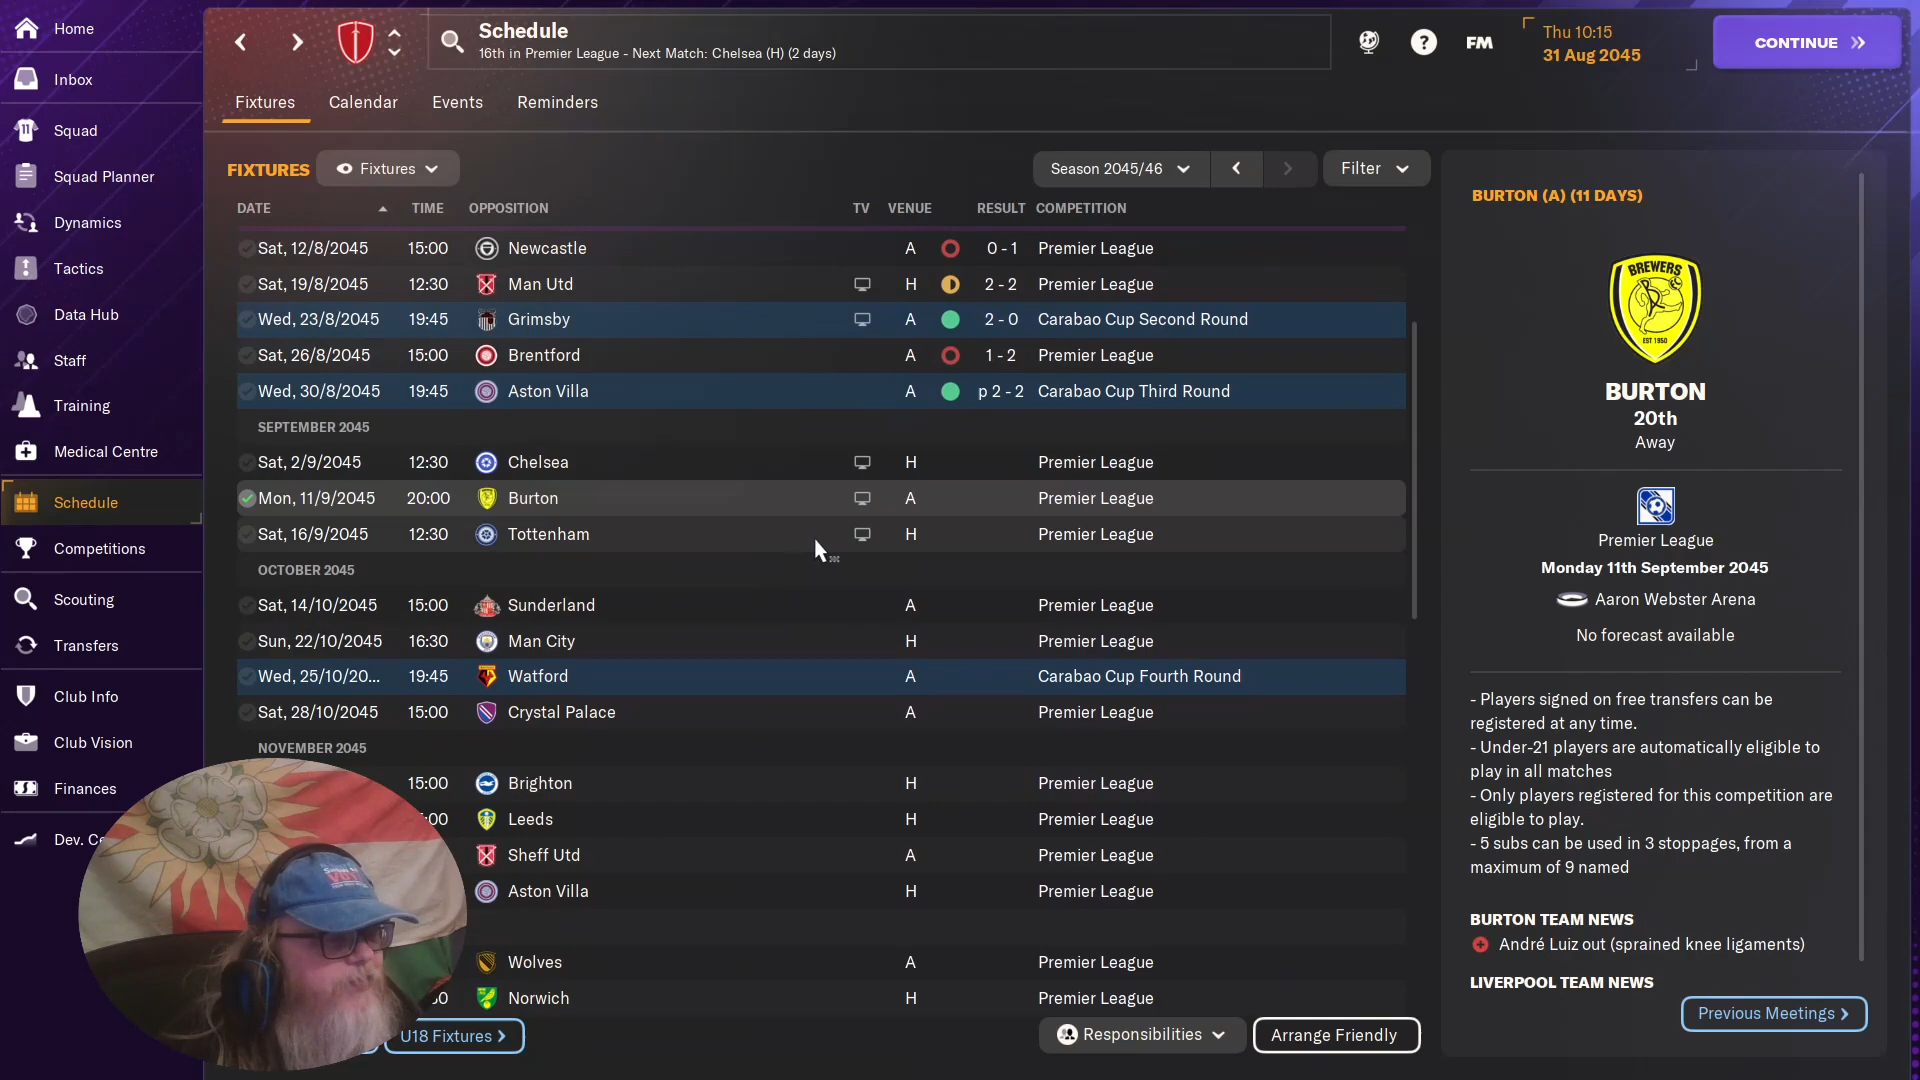 Home
Inbox
Squad
Squad Planner
Dynamics
Tactics
Data Hub
Staff
Training
Medical Centre
Schedule
Competitions
Scouting
Transfers
Club Info
Club Vision
Finances
Dev. Ce
Schedule
16th in Premier League - Next Match: Chelsea (H) (2 days)
?
FM
Thu 10:15
31 Aug 2045
CONTINUE
Fixtures Calendar Events Reminders
FIXTURES Fixtures Season 2045/46 Filter
DATE TIME OPPOSITION TV VENUE RESULT COMPETITION
Sat, 12/8/2045 15:00 Newcastle A 0 - 1 Premier League
Sat, 19/8/2045 12:30 Man Utd H 2 - 2 Premier League
Wed, 23/8/2045 19:45 Grimsby A 2 - 0 Carabao Cup Second Round
Sat, 26/8/2045 15:00 Brentford A 1 - 2 Premier League
Wed, 30/8/2045 19:45 Aston Villa A p 2 - 2 Carabao Cup Third Round
SEPTEMBER 2045
Sat, 2/9/2045 12:30 Chelsea H Premier League
Mon, 11/9/2045 20:00 Burton A Premier League
Sat, 16/9/2045 12:30 Tottenham H Premier League
OCTOBER 2045
Sat, 14/10/2045 15:00 Sunderland A Premier League
Sun, 22/10/2045 16:30 Man City H Premier League
Wed, 25/10/20... 19:45 Watford A Carabao Cup Fourth Round
Sat, 28/10/2045 15:00 Crystal Palace A Premier League
NOVEMBER 2045
15:00 Brighton H Premier League
:00 Leeds H Premier League
Sheff Utd A Premier League
Aston Villa H Premier League
Wolves A Premier League
Norwich H Premier League
U18 Fixtures Responsibilities Arrange Friendly
BURTON (A) (11 DAYS)
BREWERS
EST 1950
BURTON
20th
Away
Premier League
Monday 11th September 2045
Aaron Webster Arena
No forecast available
- Players signed on free transfers can be
registered at any time.
- Under-21 players are automatically eligible to
play in all matches
- Only players registered for this competition are
eligible to play.
- 5 subs can be used in 3 stoppages, from a
maximum of 9 named
BURTON TEAM NEWS
André Luiz out (sprained knee ligaments)
LIVERPOOL TEAM NEWS
Previous Meetings